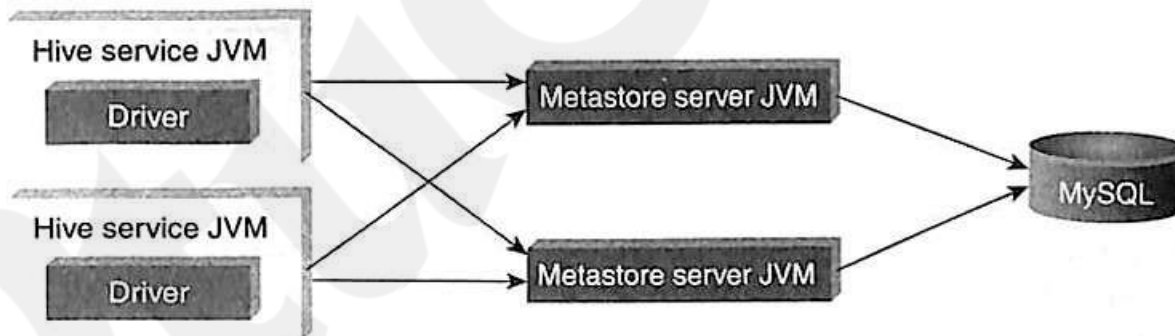 Hive service JVM
Driver
Metastore server JVM
MySQL
Hive service JVM
Driver
Metastore server JVM